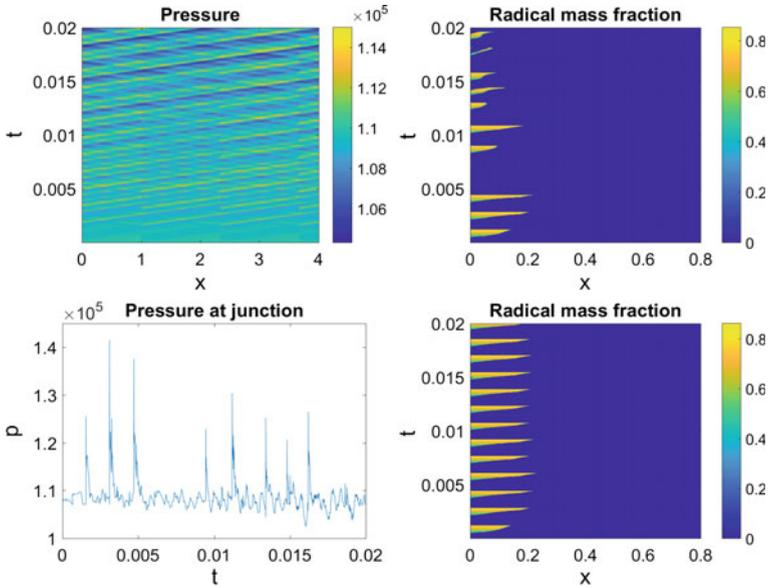 Pressure
×10⁵
0.02
0.015
0.01
0.005
t
0 1 2 3 4
x
1.14
1.12
1.1
1.08
1.06
Radical mass fraction
0.02
0.015
0.01
0.005
t
0 0.2 0.4 0.6 0.8
x
0.8
0.6
0.4
0.2
0
×10⁵
Pressure at junction
1.4
1.3
1.2
1.1
1
p
0 0.005 0.01 0.015 0.02
t
Radical mass fraction
0.02
0.015
0.01
0.005
t
0 0.2 0.4 0.6 0.8
x
0.8
0.6
0.4
0.2
0